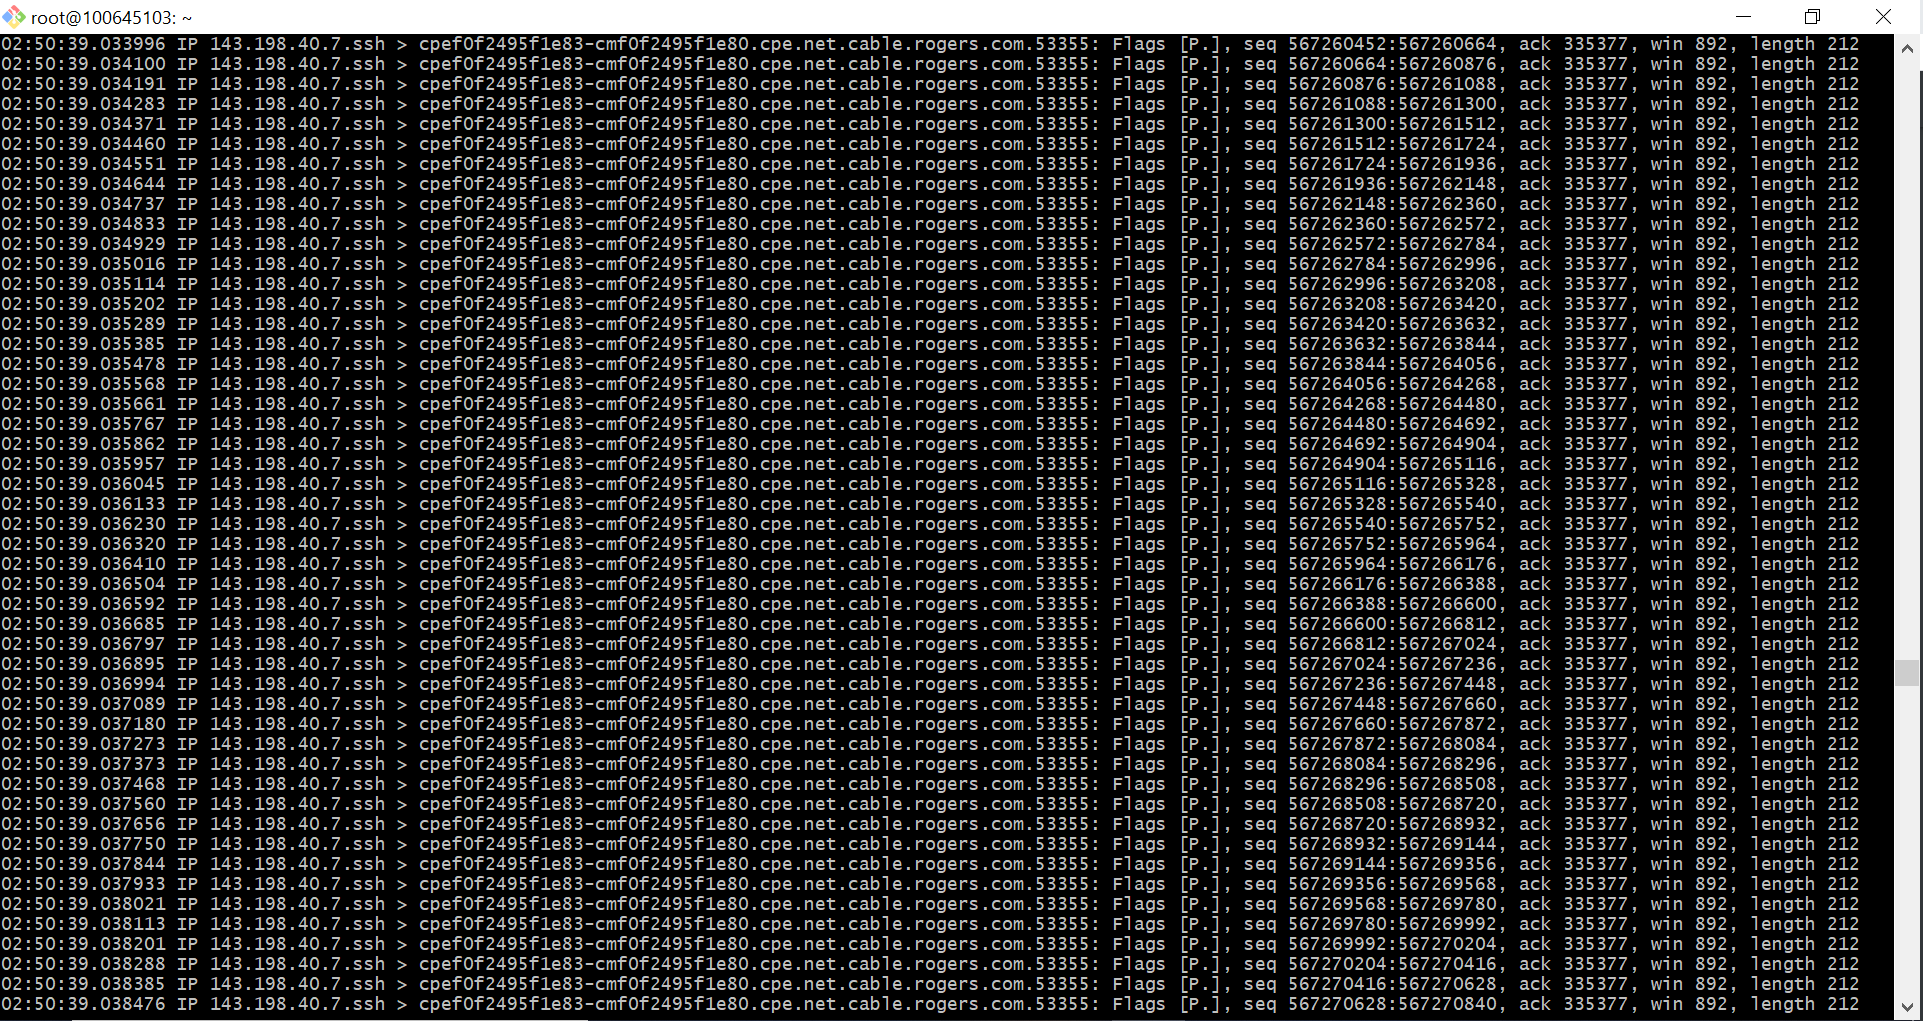 root@100645103: ~
02:50:39.033996 IP 143.198.40.7.ssh > cpef0f2495f1e83-cmf0f2495f1e80.cpe.net.cable.rogers.com.53355: Flags [P.], seq 567260452:567260664, ack 335377, win 892, length 212
02:50:39.034100 IP 143.198.40.7.ssh > cpef0f2495f1e83-cmf0f2495f1e80.cpe.net.cable.rogers.com.53355: Flags [P.], seq 567260664:567260876, ack 335377, win 892, length 212
02:50:39.034191 IP 143.198.40.7.ssh > cpef0f2495f1e83-cmf0f2495f1e80.cpe.net.cable.rogers.com.53355: Flags [P.], seq 567260876:567261088, ack 335377, win 892, length 212
02:50:39.034283 IP 143.198.40.7.ssh > cpef0f2495f1e83-cmf0f2495f1e80.cpe.net.cable.rogers.com.53355: Flags [P.], seq 567261088:567261300, ack 335377, win 892, length 212
02:50:39.034371 IP 143.198.40.7.ssh > cpef0f2495f1e83-cmf0f2495f1e80.cpe.net.cable.rogers.com.53355: Flags [P.], seq 567261300:567261512, ack 335377, win 892, length 212
02:50:39.034460 IP 143.198.40.7.ssh > cpef0f2495f1e83-cmf0f2495f1e80.cpe.net.cable.rogers.com.53355: Flags [P.], seq 567261512:567261724, ack 335377, win 892, length 212
02:50:39.034551 IP 143.198.40.7.ssh > cpef0f2495f1e83-cmf0f2495f1e80.cpe.net.cable.rogers.com.53355: Flags [P.], seq 567261724:567261936, ack 335377, win 892, length 212
02:50:39.034644 IP 143.198.40.7.ssh > cpef0f2495f1e83-cmf0f2495f1e80.cpe.net.cable.rogers.com.53355: Flags [P.], seq 567261936:567262148, ack 335377, win 892, length 212
02:50:39.034737 IP 143.198.40.7.ssh > cpef0f2495f1e83-cmf0f2495f1e80.cpe.net.cable.rogers.com.53355: Flags [P.], seq 567262148:567262360, ack 335377, win 892, length 212
02:50:39.034833 IP 143.198.40.7.ssh > cpef0f2495f1e83-cmf0f2495f1e80.cpe.net.cable.rogers.com.53355: Flags [P.], seq 567262360:567262572, ack 335377, win 892, length 212
02:50:39.034929 IP 143.198.40.7.ssh > cpef0f2495f1e83-cmf0f2495f1e80.cpe.net.cable.rogers.com.53355: Flags [P.], seq 567262572:567262784, ack 335377, win 892, length 212
02:50:39.035016 IP 143.198.40.7.ssh > cpef0f2495f1e83-cmf0f2495f1e80.cpe.net.cable.rogers.com.53355: Flags [P.], seq 567262784:567262996, ack 335377, win 892, length 212
02:50:39.035114 IP 143.198.40.7.ssh > cpef0f2495f1e83-cmf0f2495f1e80.cpe.net.cable.rogers.com.53355: Flags [P.], seq 567262996:567263208, ack 335377, win 892, length 212
02:50:39.035202 IP 143.198.40.7.ssh > cpef0f2495f1e83-cmf0f2495f1e80.cpe.net.cable.rogers.com.53355: Flags [P.], seq 567263208:567263420, ack 335377, win 892, length 212
02:50:39.035289 IP 143.198.40.7.ssh > cpef0f2495f1e83-cmf0f2495f1e80.cpe.net.cable.rogers.com.53355: Flags [P.], seq 567263420:567263632, ack 335377, win 892, length 212
02:50:39.035385 IP 143.198.40.7.ssh > cpef0f2495f1e83-cmf0f2495f1e80.cpe.net.cable.rogers.com.53355: Flags [P.], seq 567263632:567263844, ack 335377, win 892, length 212
02:50:39.035478 IP 143.198.40.7.ssh > cpef0f2495f1e83-cmf0f2495f1e80.cpe.net.cable.rogers.com.53355: Flags [P.], seq 567263844:567264056, ack 335377, win 892, length 212
02:50:39.035568 IP 143.198.40.7.ssh > cpef0f2495f1e83-cmf0f2495f1e80.cpe.net.cable.rogers.com.53355: Flags [P.], seq 567264056:567264268, ack 335377, win 892, length 212
02:50:39.035661 IP 143.198.40.7.ssh > cpef0f2495f1e83-cmf0f2495f1e80.cpe.net.cable.rogers.com.53355: Flags [P.], seq 567264268:567264480, ack 335377, win 892, length 212
02:50:39.035767 IP 143.198.40.7.ssh > cpef0f2495f1e83-cmf0f2495f1e80.cpe.net.cable.rogers.com.53355: Flags [P.], seq 567264480:567264692, ack 335377, win 892, length 212
02:50:39.035862 IP 143.198.40.7.ssh > cpef0f2495f1e83-cmf0f2495f1e80.cpe.net.cable.rogers.com.53355: Flags [P.], seq 567264692:567264904, ack 335377, win 892, length 212
02:50:39.035957 IP 143.198.40.7.ssh > cpef0f2495f1e83-cmf0f2495f1e80.cpe.net.cable.rogers.com.53355: Flags [P.], seq 567264904:567265116, ack 335377, win 892, length 212
02:50:39.036045 IP 143.198.40.7.ssh > cpef0f2495f1e83-cmf0f2495f1e80.cpe.net.cable.rogers.com.53355: Flags [P.], seq 567265116:567265328, ack 335377, win 892, length 212
02:50:39.036133 IP 143.198.40.7.ssh > cpef0f2495f1e83-cmf0f2495f1e80.cpe.net.cable.rogers.com.53355: Flags [P.], seq 567265328:567265540, ack 335377, win 892, length 212
02:50:39.036230 IP 143.198.40.7.ssh > cpef0f2495f1e83-cmf0f2495f1e80.cpe.net.cable.rogers.com.53355: Flags [P.], seq 567265540:567265752, ack 335377, win 892, length 212
02:50:39.036320 IP 143.198.40.7.ssh > cpef0f2495f1e83-cmf0f2495f1e80.cpe.net.cable.rogers.com.53355: Flags [P.], seq 567265752:567265964, ack 335377, win 892, length 212
02:50:39.036410 IP 143.198.40.7.ssh > cpef0f2495f1e83-cmf0f2495f1e80.cpe.net.cable.rogers.com.53355: Flags [P.], seq 567265964:567266176, ack 335377, win 892, length 212
02:50:39.036504 IP 143.198.40.7.ssh > cpef0f2495f1e83-cmf0f2495f1e80.cpe.net.cable.rogers.com.53355: Flags [P.], seq 567266176:567266388, ack 335377, win 892, length 212
02:50:39.036592 IP 143.198.40.7.ssh > cpef0f2495f1e83-cmf0f2495f1e80.cpe.net.cable.rogers.com.53355: Flags [P.], seq 567266388:567266600, ack 335377, win 892, length 212
02:50:39.036685 IP 143.198.40.7.ssh > cpef0f2495f1e83-cmf0f2495f1e80.cpe.net.cable.rogers.com.53355: Flags [P.], seq 567266600:567266812, ack 335377, win 892, length 212
02:50:39.036797 IP 143.198.40.7.ssh > cpef0f2495f1e83-cmf0f2495f1e80.cpe.net.cable.rogers.com.53355: Flags [P.], seq 567266812:567267024, ack 335377, win 892, length 212
02:50:39.036895 IP 143.198.40.7.ssh > cpef0f2495f1e83-cmf0f2495f1e80.cpe.net.cable.rogers.com.53355: Flags [P.], seq 567267024:567267236, ack 335377, win 892, length 212
02:50:39.036994 IP 143.198.40.7.ssh > cpef0f2495f1e83-cmf0f2495f1e80.cpe.net.cable.rogers.com.53355: Flags [P.], seq 567267236:567267448, ack 335377, win 892, length 212
02:50:39.037089 IP 143.198.40.7.ssh > cpef0f2495f1e83-cmf0f2495f1e80.cpe.net.cable.rogers.com.53355: Flags [P.], seq 567267448:567267660, ack 335377, win 892, length 212
02:50:39.037180 IP 143.198.40.7.ssh > cpef0f2495f1e83-cmf0f2495f1e80.cpe.net.cable.rogers.com.53355: Flags [P.], seq 567267660:567267872, ack 335377, win 892, length 212
02:50:39.037273 IP 143.198.40.7.ssh > cpef0f2495f1e83-cmf0f2495f1e80.cpe.net.cable.rogers.com.53355: Flags [P.], seq 567267872:567268084, ack 335377, win 892, length 212
02:50:39.037373 IP 143.198.40.7.ssh > cpef0f2495f1e83-cmf0f2495f1e80.cpe.net.cable.rogers.com.53355: Flags [P.], seq 567268084:567268296, ack 335377, win 892, length 212
02:50:39.037468 IP 143.198.40.7.ssh > cpef0f2495f1e83-cmf0f2495f1e80.cpe.net.cable.rogers.com.53355: Flags [P.], seq 567268296:567268508, ack 335377, win 892, length 212
02:50:39.037560 IP 143.198.40.7.ssh > cpef0f2495f1e83-cmf0f2495f1e80.cpe.net.cable.rogers.com.53355: Flags [P.], seq 567268508:567268720, ack 335377, win 892, length 212
02:50:39.037656 IP 143.198.40.7.ssh > cpef0f2495f1e83-cmf0f2495f1e80.cpe.net.cable.rogers.com.53355: Flags [P.], seq 567268720:567268932, ack 335377, win 892, length 212
02:50:39.037750 IP 143.198.40.7.ssh > cpef0f2495f1e83-cmf0f2495f1e80.cpe.net.cable.rogers.com.53355: Flags [P.], seq 567268932:567269144, ack 335377, win 892, length 212
02:50:39.037844 IP 143.198.40.7.ssh > cpef0f2495f1e83-cmf0f2495f1e80.cpe.net.cable.rogers.com.53355: Flags [P.], seq 567269144:567269356, ack 335377, win 892, length 212
02:50:39.037933 IP 143.198.40.7.ssh > cpef0f2495f1e83-cmf0f2495f1e80.cpe.net.cable.rogers.com.53355: Flags [P.], seq 567269356:567269568, ack 335377, win 892, length 212
02:50:39.038021 IP 143.198.40.7.ssh > cpef0f2495f1e83-cmf0f2495f1e80.cpe.net.cable.rogers.com.53355: Flags [P.], seq 567269568:567269780, ack 335377, win 892, length 212
02:50:39.038113 IP 143.198.40.7.ssh > cpef0f2495f1e83-cmf0f2495f1e80.cpe.net.cable.rogers.com.53355: Flags [P.], seq 567269780:567269992, ack 335377, win 892, length 212
02:50:39.038201 IP 143.198.40.7.ssh > cpef0f2495f1e83-cmf0f2495f1e80.cpe.net.cable.rogers.com.53355: Flags [P.], seq 567269992:567270204, ack 335377, win 892, length 212
02:50:39.038288 IP 143.198.40.7.ssh > cpef0f2495f1e83-cmf0f2495f1e80.cpe.net.cable.rogers.com.53355: Flags [P.], seq 567270204:567270416, ack 335377, win 892, length 212
02:50:39.038385 IP 143.198.40.7.ssh > cpef0f2495f1e83-cmf0f2495f1e80.cpe.net.cable.rogers.com.53355: Flags [P.], seq 567270416:567270628, ack 335377, win 892, length 212
02:50:39.038476 IP 143.198.40.7.ssh > cpef0f2495f1e83-cmf0f2495f1e80.cpe.net.cable.rogers.com.53355: Flags [P.], seq 567270628:567270840, ack 335377, win 892, length 212